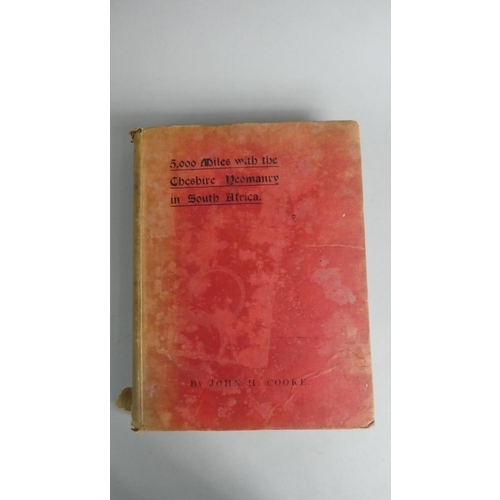 5,000 Miles with the
Cheshire Yeomanry
in South Africa.
By JOHN H. COOKE